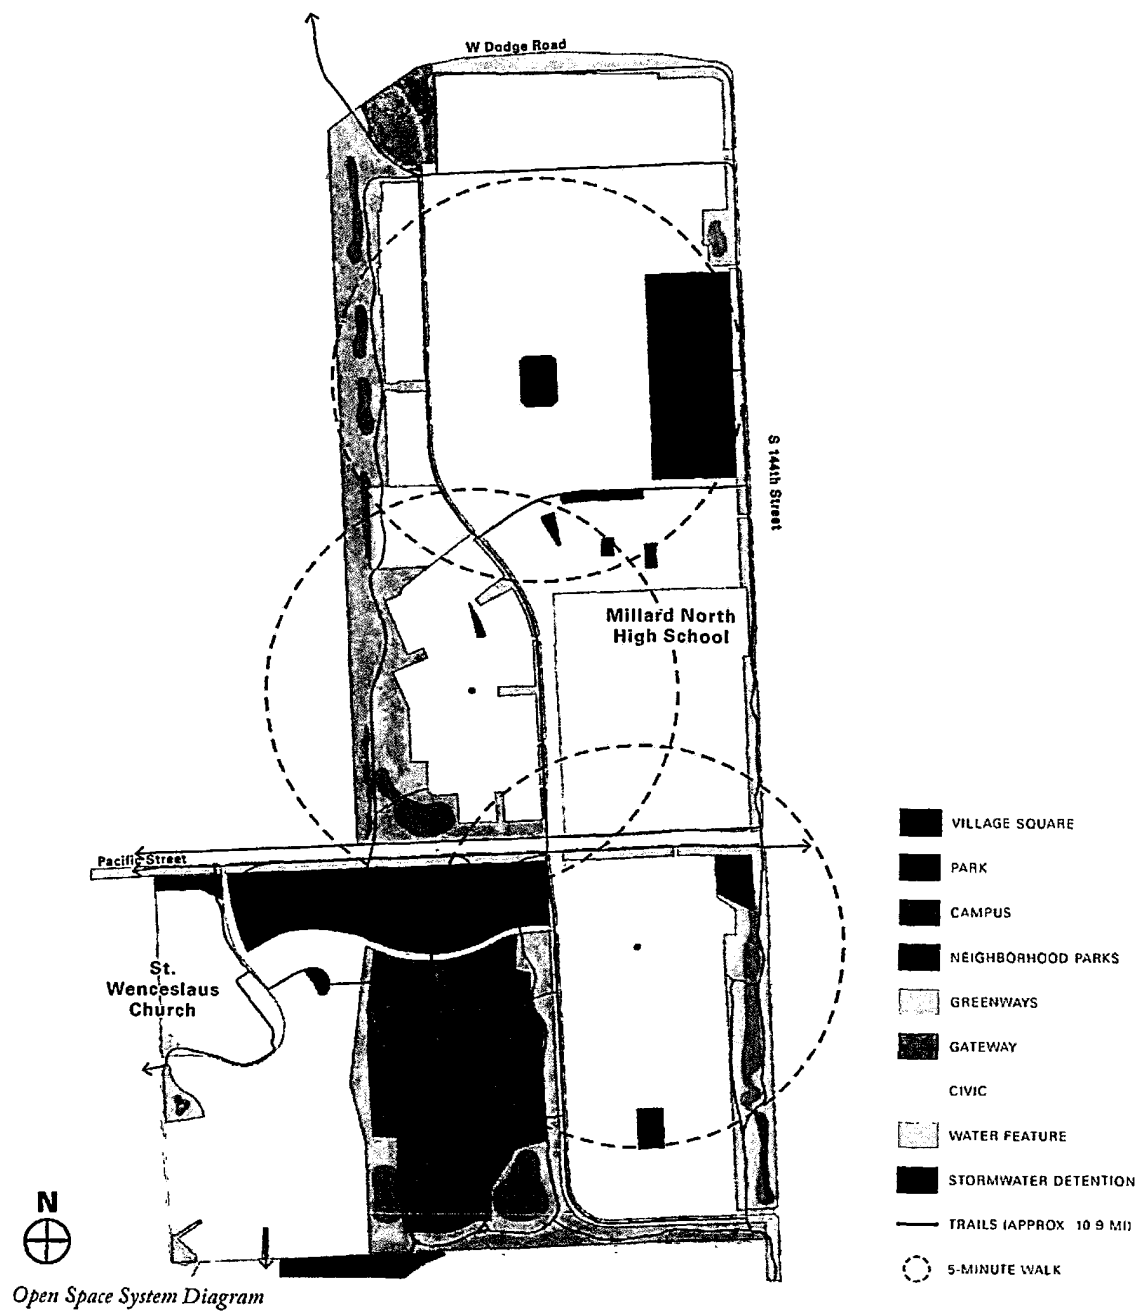 W Dodge Road
S 144th Street
Millard North
High School
Pacific Street
St.
Wenceslaus
Church
VILLAGE SQUARE
PARK
CAMPUS
NEIGHBORHOOD PARKS
GREENWAYS
GATEWAY
CIVIC
WATER FEATURE
STORMWATER DETENTION
TRAILS (APPROX 10 9 MI)
5-MINUTE WALK
N
Open Space System Diagram